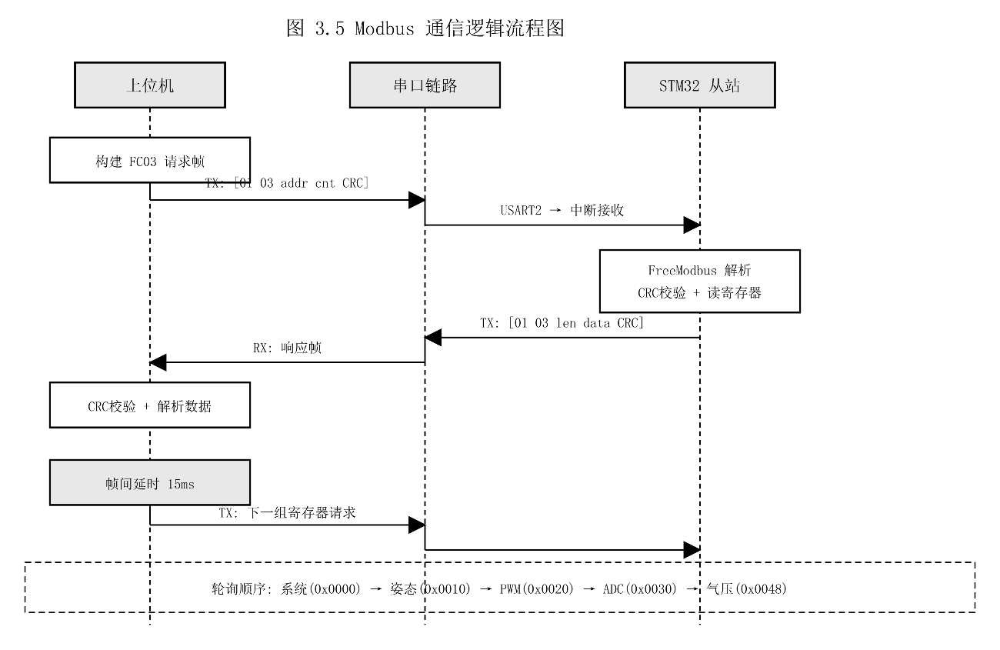 图 3.5 Modbus 通信逻辑流程图
上位机
串口链路
STM32 从站
构建 FC03 请求帧
TX: [01 03 addr cnt CRC]
USART2 → 中断接收
FreeModbus 解析
CRC校验 + 读寄存器
TX: [01 03 len data CRC]
RX: 响应帧
CRC校验 + 解析数据
帧间延时 15ms
TX: 下一组寄存器请求
轮询顺序: 系统(0x0000) → 姿态(0x0010) → PWM(0x0020) → ADC(0x0030) → 气压(0x0048)